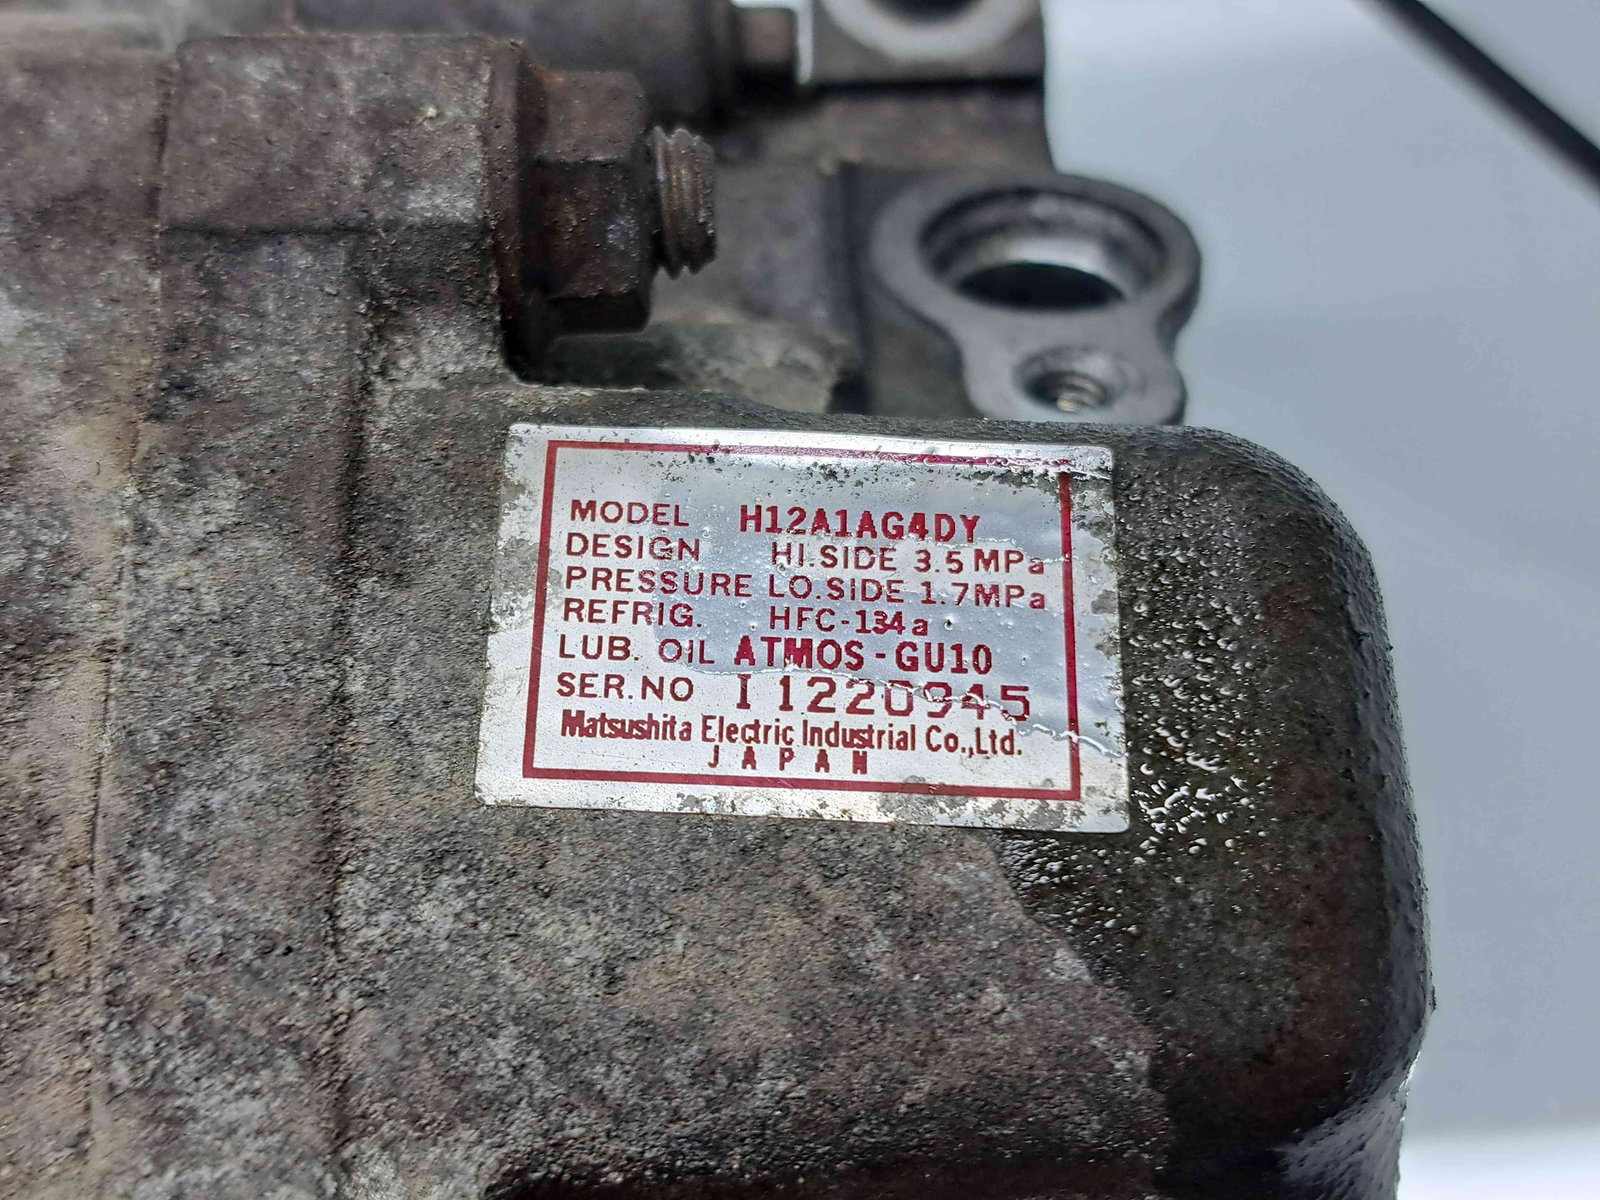 MODEL H12A1AG4DY
DESIGN HI.SIDE 3.5 MPa
PRESSURE LO.SIDE 1.7MPa
REFRIG. HFC-134a
LUB. OIL ATMOS-GU10
SER.NO I1220945
Matsushita Electric Industrial Co.,Ltd.
JAPAN